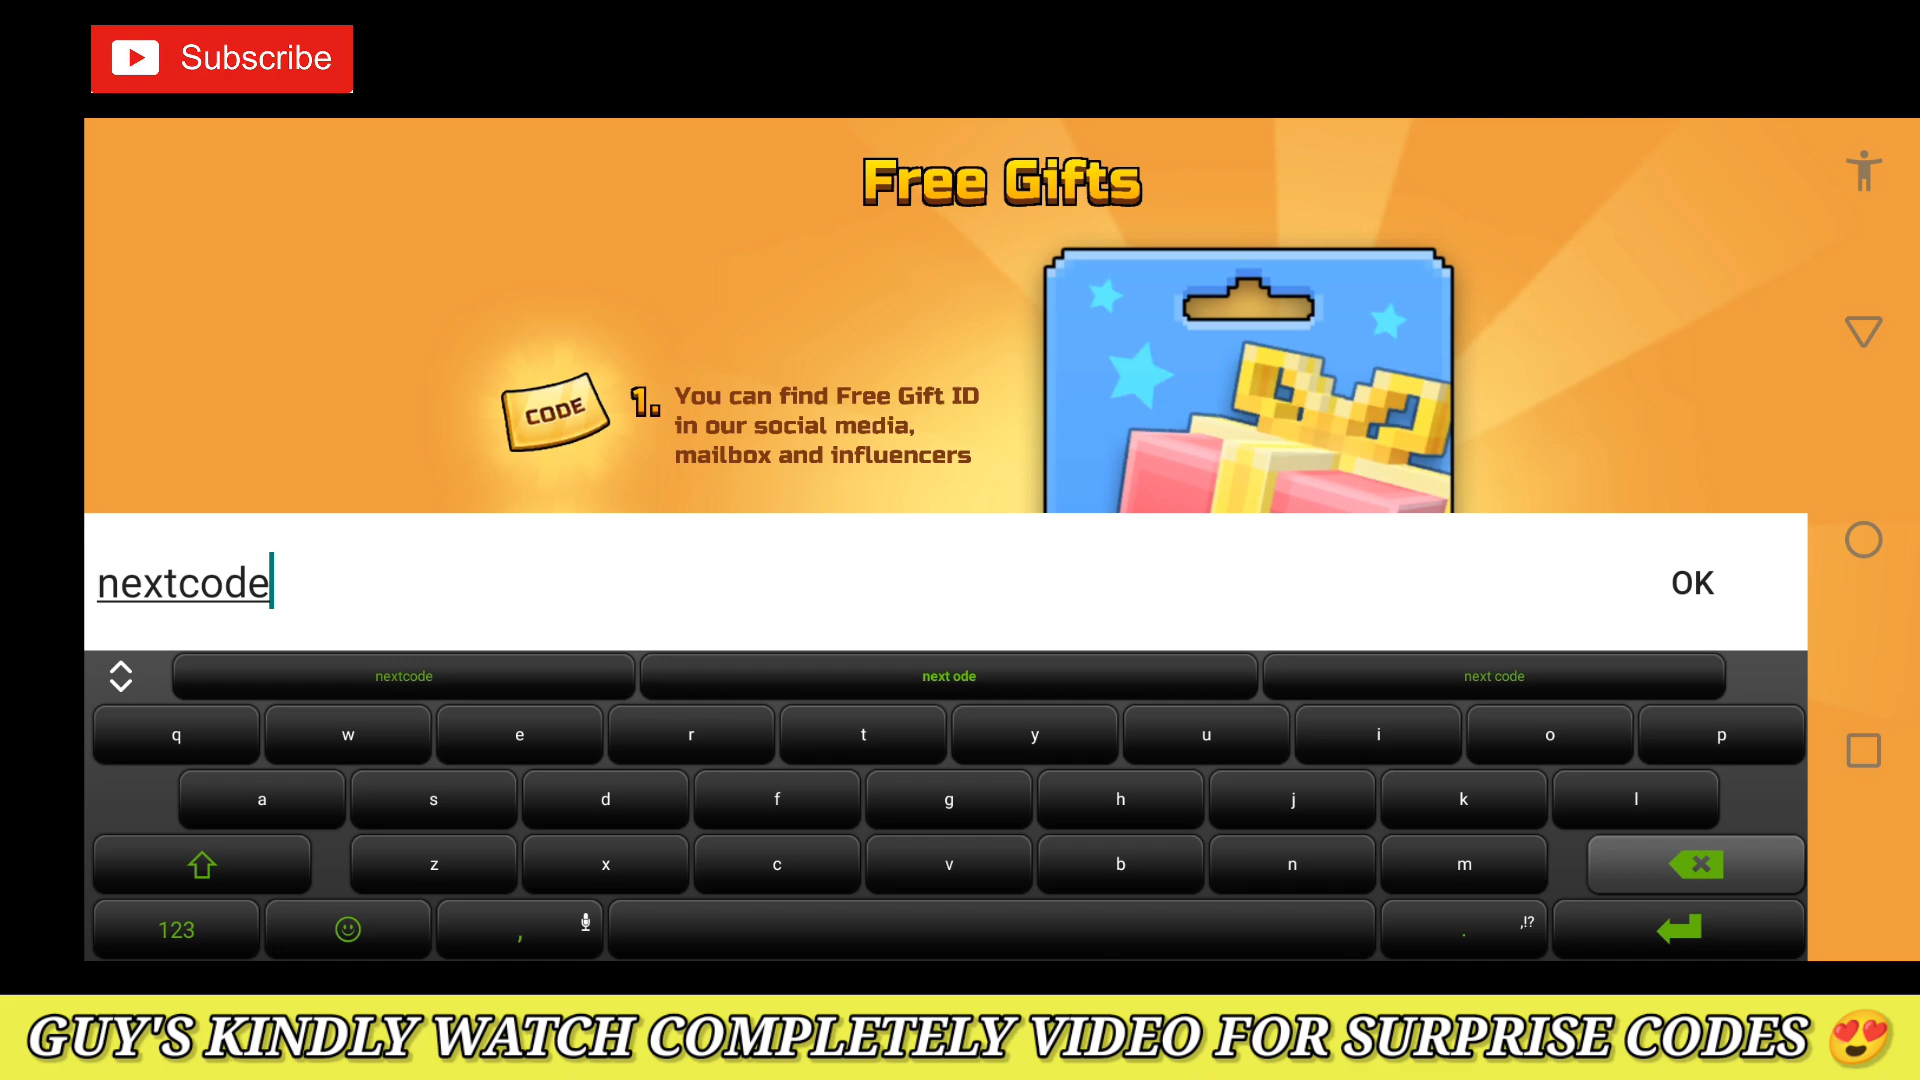 Subscribe
Free Gifts
CODE
1. You can find Free Gift ID
in our social media,
mailbox and influencers
nextcode
OK
nextcode next ode next code
q w e r t y u i o p
a s d f g h j k l
z x c v b n m
123 , . ,!?
GUY'S KINDLY WATCH COMPLETELY VIDEO FOR SURPRISE CODES 😍